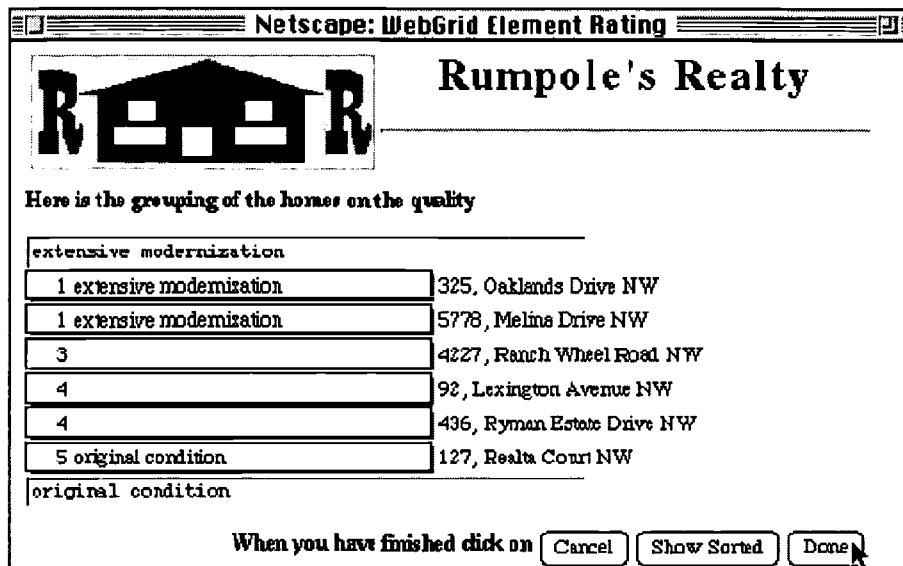 Netscape: WebGrid Element Rating
R R
Rumpole's Realty
Here is the grouping of the homes on the quality
extensive modernization
1 extensive modernization 325, Oaklands Drive NW
1 extensive modernization 5778, Melina Drive NW
3 4227, Ranch Wheel Road NW
4 92, Lexington Avenue NW
4 436, Ryman Estate Drive NW
5 original condition 127, Realta Court NW
original condition
When you have finished click on Cancel Show Sorted Done